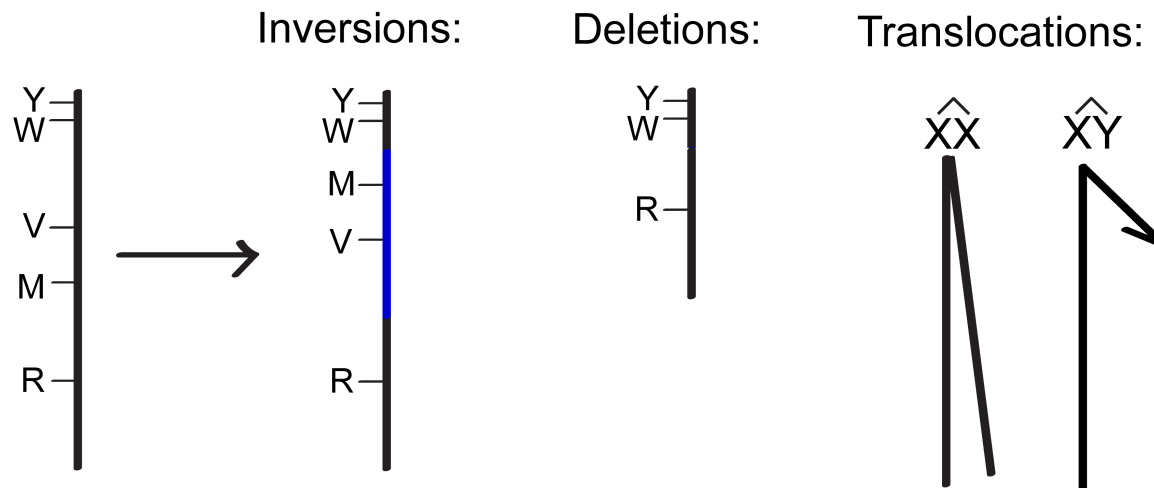 Inversions:
Deletions:
Translocations:
Y
W
V
M
R
Y
W
M
V
R
Y
W
R
X͡X
X͡Y